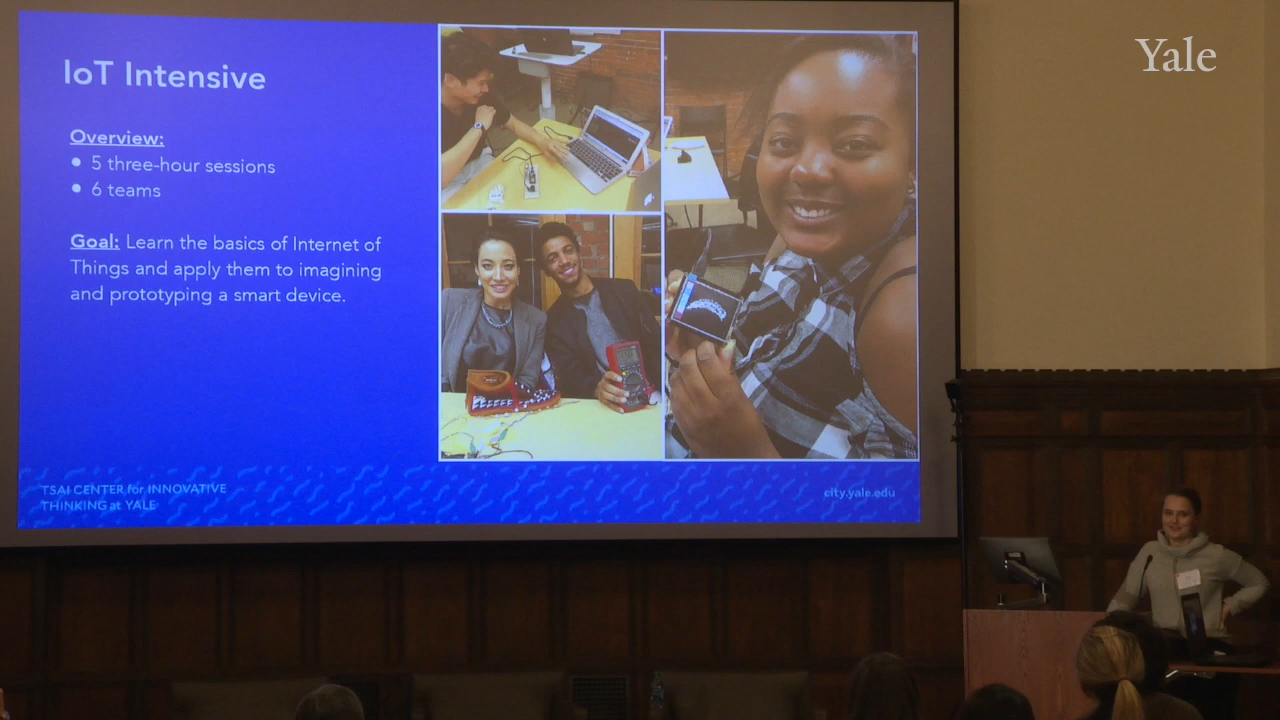 Yale
IoT Intensive
Overview:
• 5 three-hour sessions
• 6 teams
Goal: Learn the basics of Internet of
Things and apply them to imagining
and prototyping a smart device.
TSAI CENTER for INNOVATIVE
THINKING at YALE
city.yale.edu